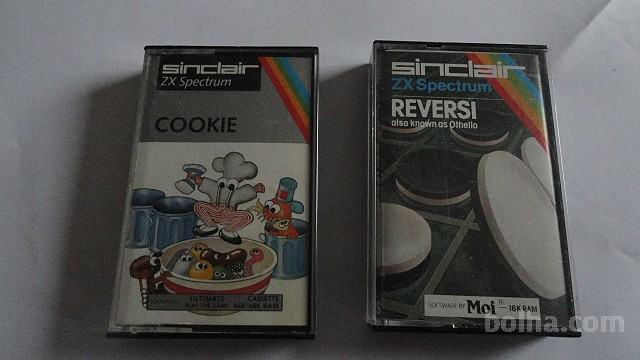 sinclair
ZX Spectrum
COOKIE
ULTIMATE
PLAY THE GAME
CASSETTE
16K/48K RAM
sinclair
ZX Spectrum
REVERSI
also known as Othello
SOFTWARE BY Moi 16K RAM
bolha.com